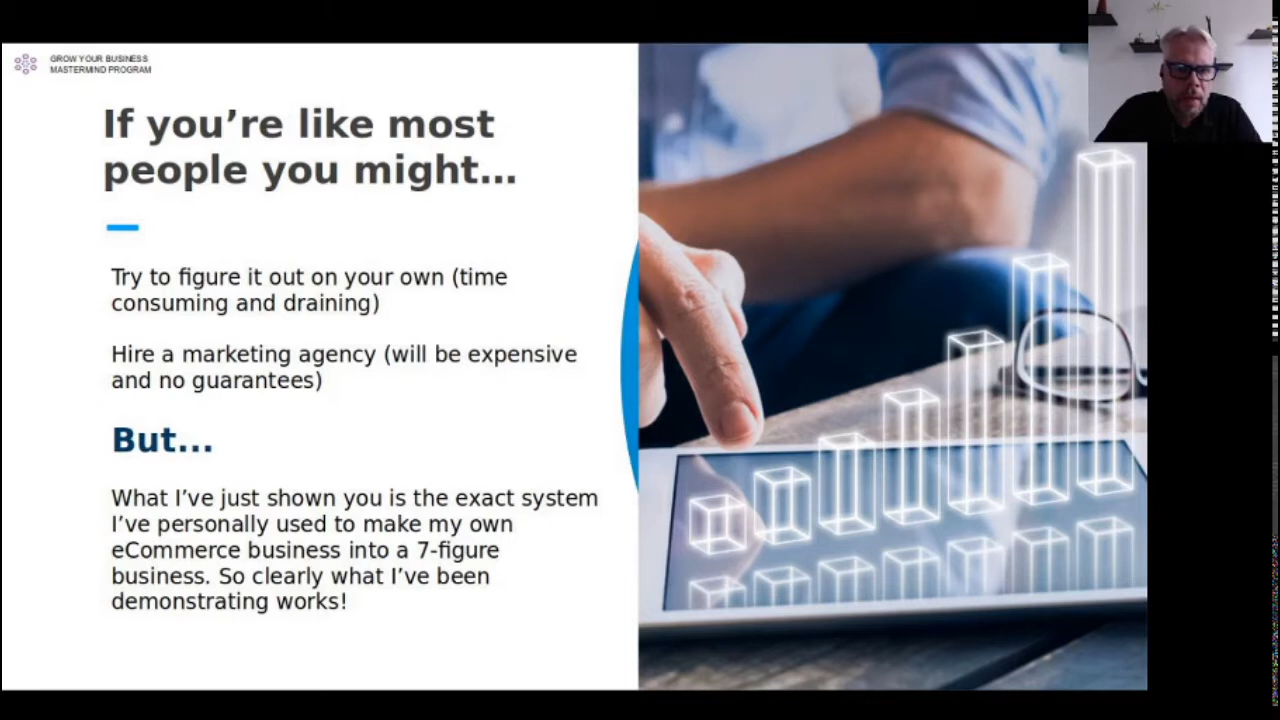 GROW YOUR BUSINESS
MASTERMIND PROGRAM
If you're like most
people you might...
Try to figure it out on your own (time
consuming and draining)
Hire a marketing agency (will be expensive
and no guarantees)
But...
What I've just shown you is the exact system
I've personally used to make my own
eCommerce business into a 7-figure
business. So clearly what I've been
demonstrating works!